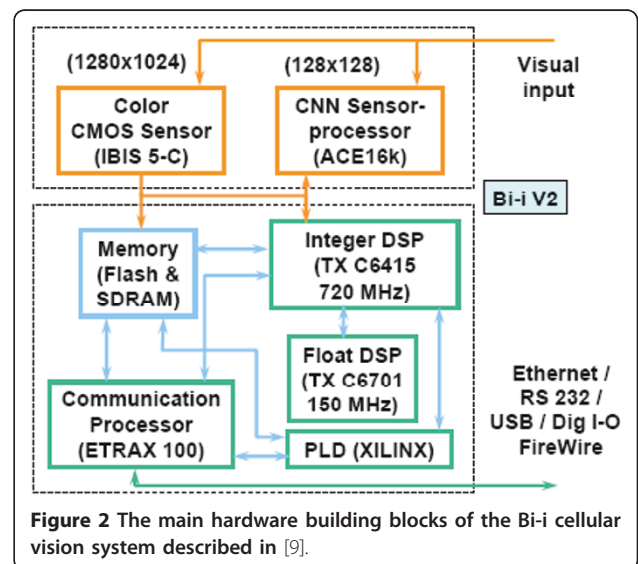 (1280x1024)
(128x128)
Visual
input
Color
CMOS Sensor
(IBIS 5-C)
CNN Sensor-
processor
(ACE16k)
Bi-i V2
Memory
(Flash &
SDRAM)
Integer DSP
(TX C6415
720 MHz)
Float DSP
(TX C6701
150 MHz)
Communication
Processor
(ETRAX 100)
PLD (XILINX)
Ethernet /
RS 232 /
USB / Dig I-O
FireWire
Figure 2 The main hardware building blocks of the Bi-i cellular
vision system described in [9].